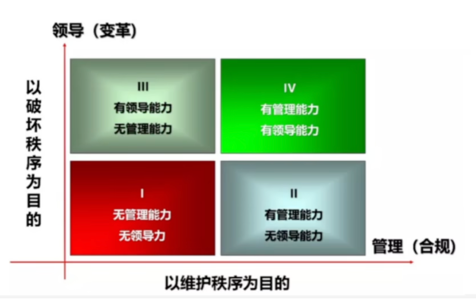 领导（变革）
以破坏秩序为目的
III
有领导能力
无管理能力
IV
有管理能力
有领导能力
I
无管理能力
无领导力
II
有管理能力
无领导能力
管理（合规）
以维护秩序为目的